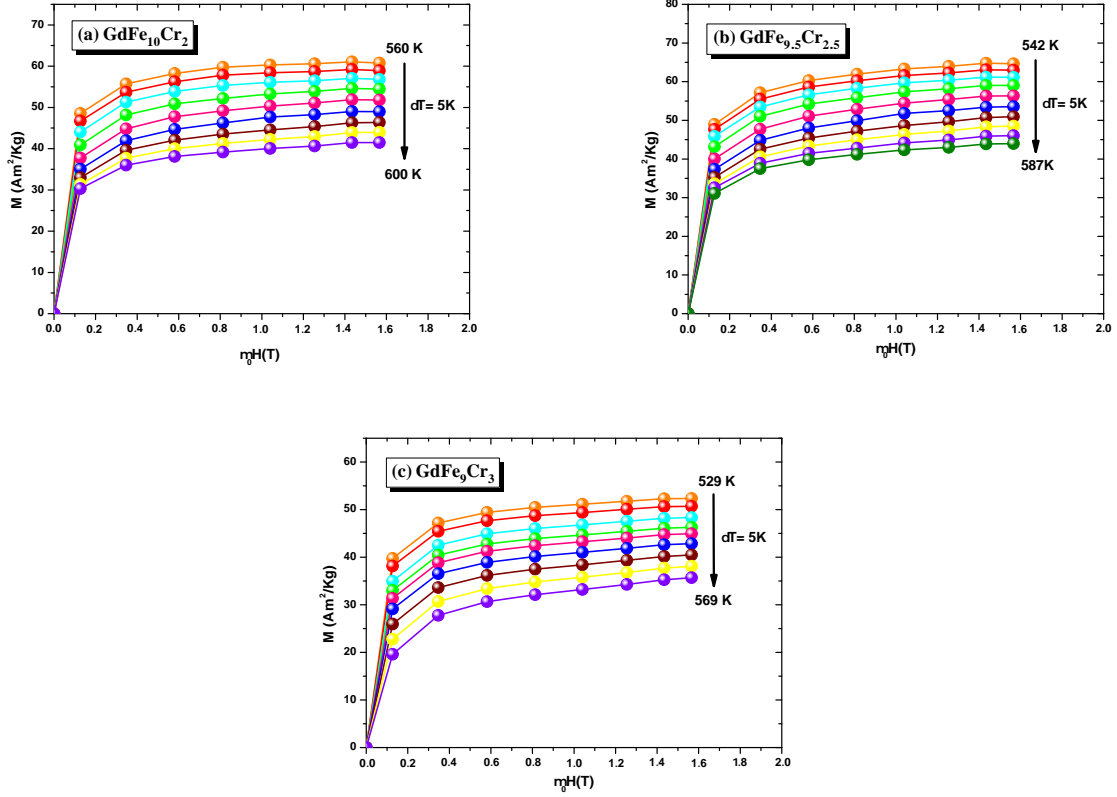 (a) GdFe10Cr2
560 K
dT= 5K
600 K
M (Am²/Kg)
70
60
50
40
30
20
10
0
0.0 0.2 0.4 0.6 0.8 1.0 1.2 1.4 1.6 1.8 2.0
m0H(T)
(b) GdFe9.5Cr2.5
542 K
dT= 5K
587K
M (Am²/Kg)
80
70
60
50
40
30
20
10
0
0.0 0.2 0.4 0.6 0.8 1.0 1.2 1.4 1.6 1.8 2.0
m0H(T)
(c) GdFe9Cr3
529 K
dT= 5K
569 K
M (Am²/Kg)
60
50
40
30
20
10
0
0.0 0.2 0.4 0.6 0.8 1.0 1.2 1.4 1.6 1.8 2.0
m0H(T)